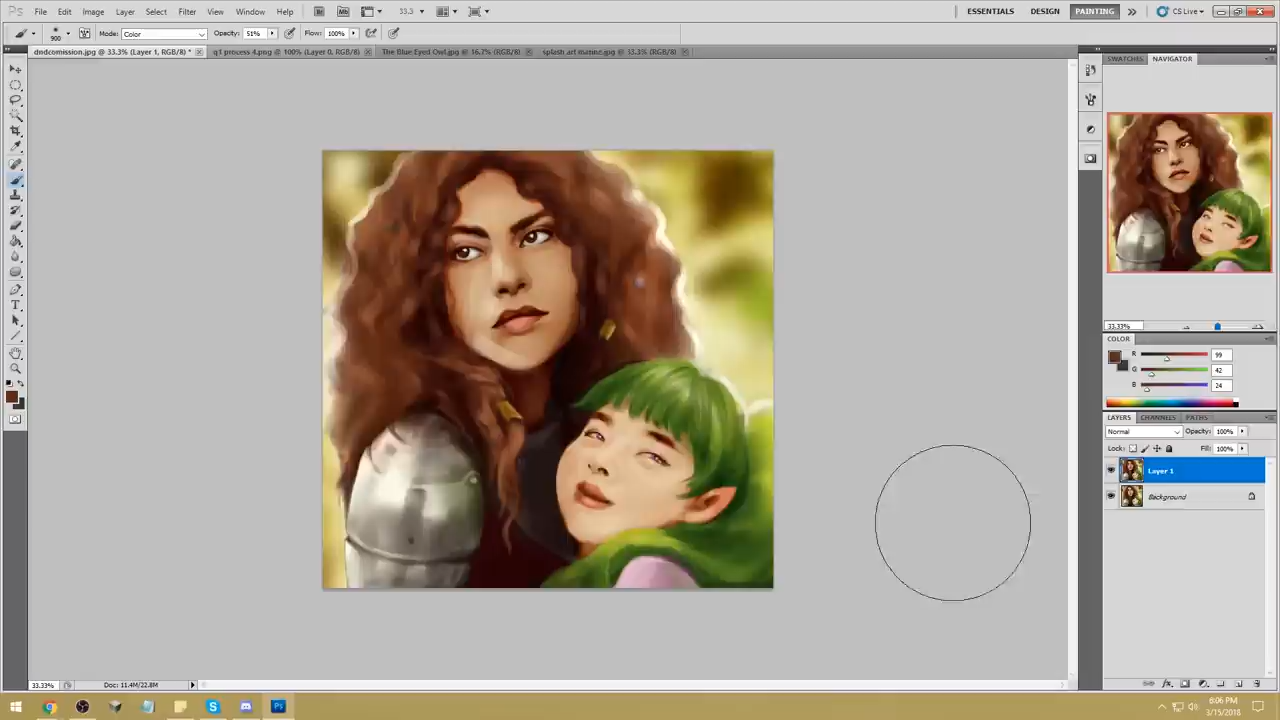 File Edit Image Layer Select Filter View Window Help 33.3 ESSENTIALS DESIGN PAINTING CS Live
900 Mode: Color Opacity: 51% Flow: 100%
dndcomission.jpg @ 33.3% (Layer 1, RGB/8) * q1 process 4.png @ 100% (Layer 0, RGB/8) The Blue Eyed Owl.jpg @ 16.7% (RGB/8) splash art mazine.jpg @ 33.3% (RGB/8)
SWATCHES NAVIGATOR
33.33%
COLOR
R 99
G 42
B 24
LAYERS CHANNELS PATHS
Normal Opacity: 100%
Lock: Fill: 100%
Layer 1
Background
33.33% Doc: 11.4M/22.8M
6:06 PM
3/15/2018